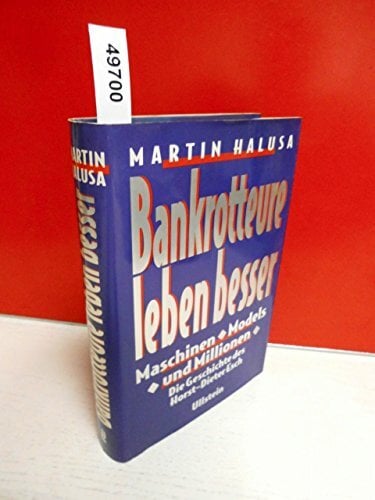 49700
MARTIN HALUSA
Bankrotteure
leben besser
Maschinen ◆ Models
◆ und Millionen ◆
Die Geschichte des
Horst-Dieter Esch
Ullstein
MARTIN
HALUSA
Bankrotteure leben besser